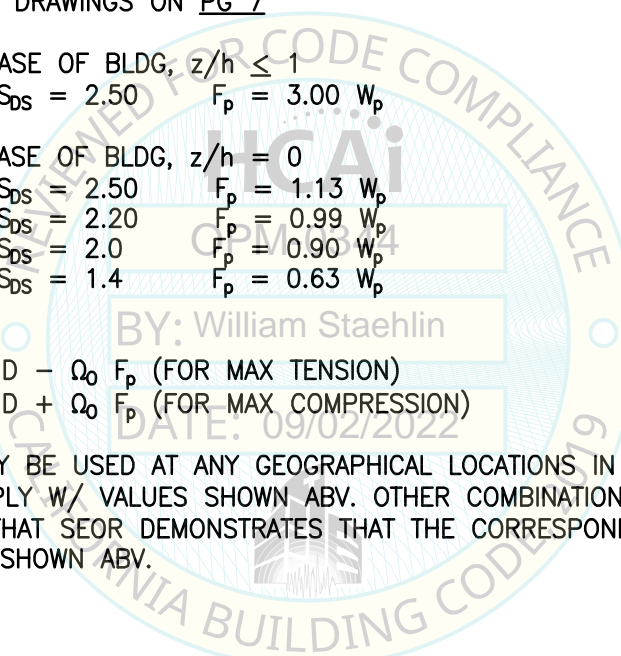 DRAWINGS ON PG 7
ASE OF BLDG, z/h ≤ 1
SDS = 2.50 Fp = 3.00 Wp
ASE OF BLDG, z/h = 0
SDS = 2.50 Fp = 1.13 Wp
SDS = 2.20 Fp = 0.99 Wp
SDS = 2.0 Fp = 0.90 Wp
SDS = 1.4 Fp = 0.63 Wp
D − Ω0 Fp (FOR MAX TENSION)
D + Ω0 Fp (FOR MAX COMPRESSION)
Y BE USED AT ANY GEOGRAPHICAL LOCATIONS IN
PLY W/ VALUES SHOWN ABV. OTHER COMBINATION
THAT SEOR DEMONSTRATES THAT THE CORRESPON
SHOWN ABV.
REVIEWED FOR CODE COMPLIANCE
HCAi
BY: William Staehlin
DATE: 09/02/2022
CALIFORNIA BUILDING CODE 2019